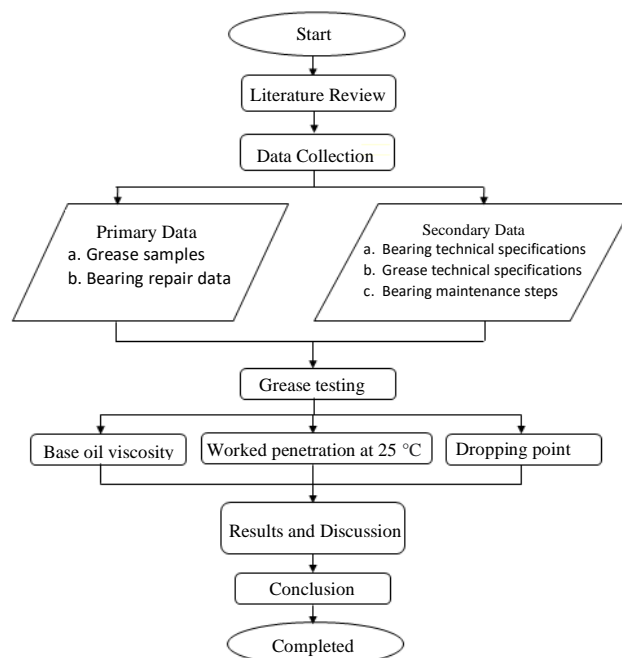 Start
Literature Review
Data Collection
Primary Data
a. Grease samples
b. Bearing repair data
Secondary Data
a. Bearing technical specifications
b. Grease technical specifications
c. Bearing maintenance steps
Grease testing
Base oil viscosity
Worked penetration at 25 °C
Dropping point
Results and Discussion
Conclusion
Completed